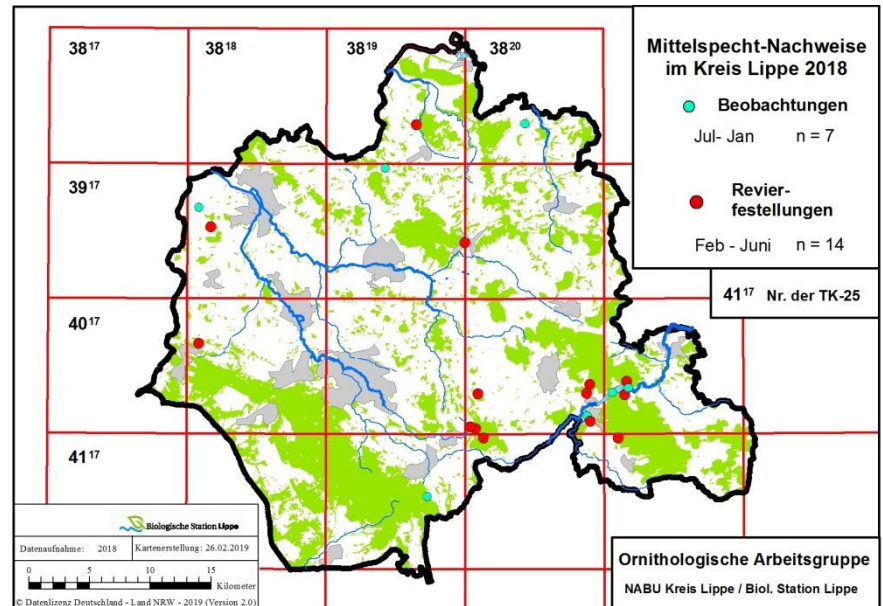 38¹⁷
38¹⁸
38¹⁹
38²⁰
39¹⁷
40¹⁷
41¹⁷
Mittelspecht-Nachweise
im Kreis Lippe 2018
Beobachtungen
Jul- Jan n = 7
Revier-
festellungen
Feb - Juni n = 14
41¹⁷ Nr. der TK-25
Biologische Station Lippe
Datenaufnahme: 2018 Kartenerstellung: 26.02.2019
0 5 10 15
Kilometer
© Datenlizenz Deutschland - Land NRW - 2019 (Version 2.0)
Ornithologische Arbeitsgruppe
NABU Kreis Lippe / Biol. Station Lippe